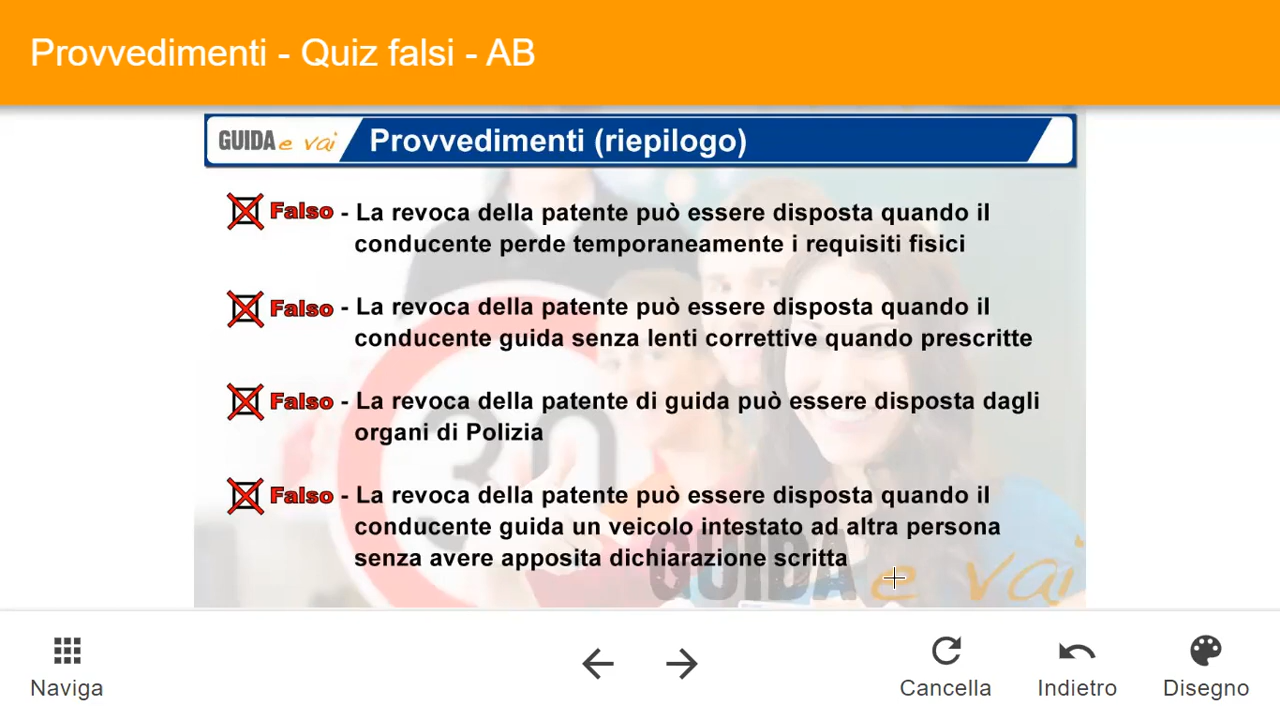 Provvedimenti - Quiz falsi - AB
GUIDA e vai
Provvedimenti (riepilogo)
Falso - La revoca della patente può essere disposta quando il
conducente perde temporaneamente i requisiti fisici
Falso - La revoca della patente può essere disposta quando il
conducente guida senza lenti correttive quando prescritte
Falso - La revoca della patente di guida può essere disposta dagli
organi di Polizia
Falso - La revoca della patente può essere disposta quando il
conducente guida un veicolo intestato ad altra persona
senza avere apposita dichiarazione scritta
30
GUIDA e vai
Naviga
Cancella
Indietro
Disegno